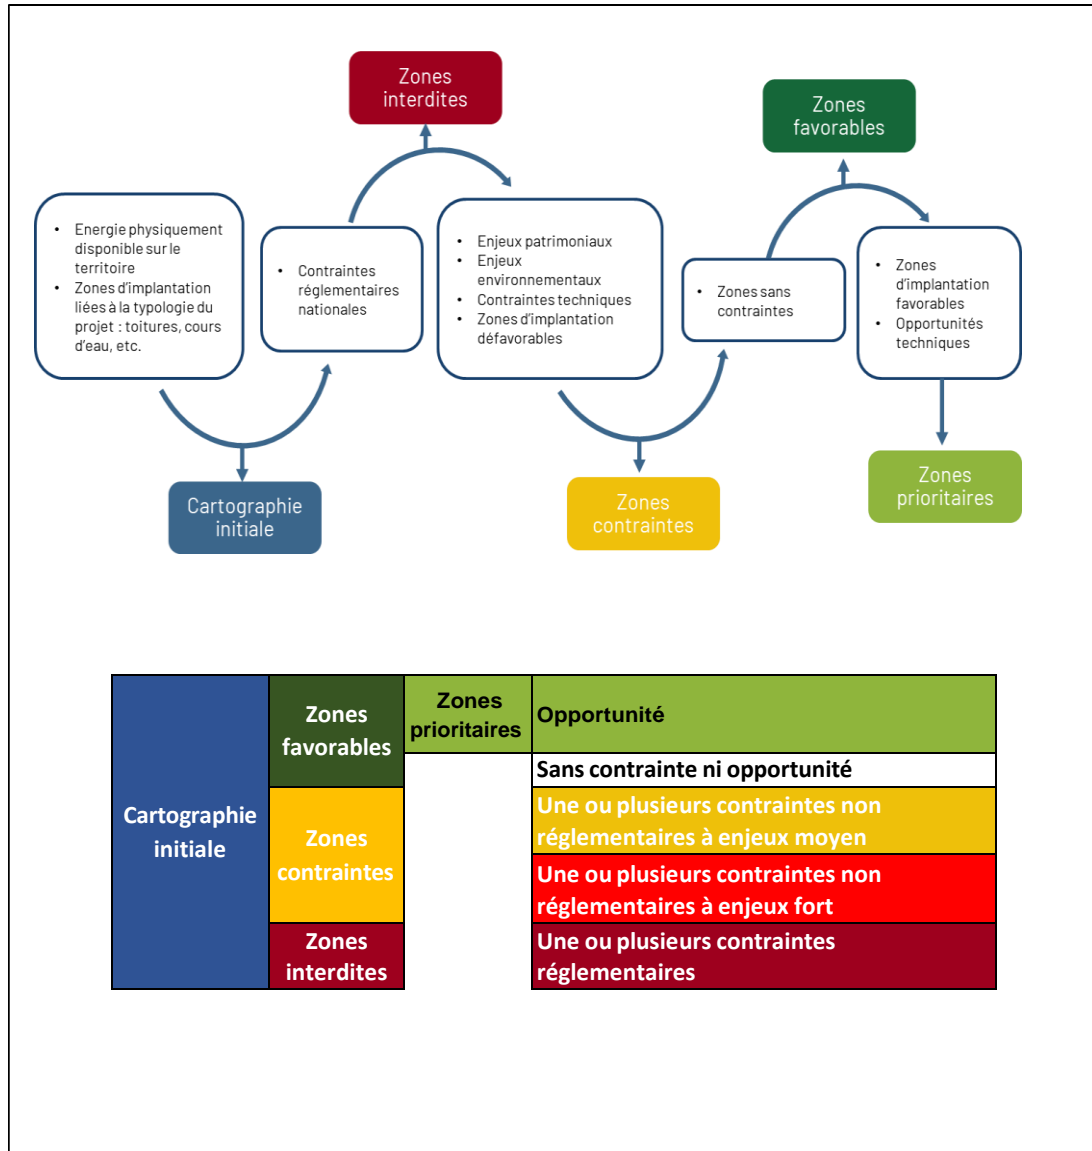 Zones
interdites
Zones
favorables
• Energie physiquement
disponible sur le
territoire
• Zones d'implantation
liées à la typologie du
projet : toitures, cours
d'eau, etc.
• Contraintes
réglementaires
nationales
• Enjeux patrimoniaux
• Enjeux
environnementaux
• Contraintes techniques
• Zones d'implantation
défavorables
• Zones sans
contraintes
• Zones
d'implantation
favorables
• Opportunités
techniques
Cartographie
initiale
Zones
contraintes
Zones
prioritaires
Cartographie
initiale
Zones
favorables
Zones
prioritaires
Opportunité
Sans contrainte ni opportunité
Zones
contraintes
Une ou plusieurs contraintes non
réglementaires à enjeux moyen
Une ou plusieurs contraintes non
réglementaires à enjeux fort
Zones
interdites
Une ou plusieurs contraintes
réglementaires